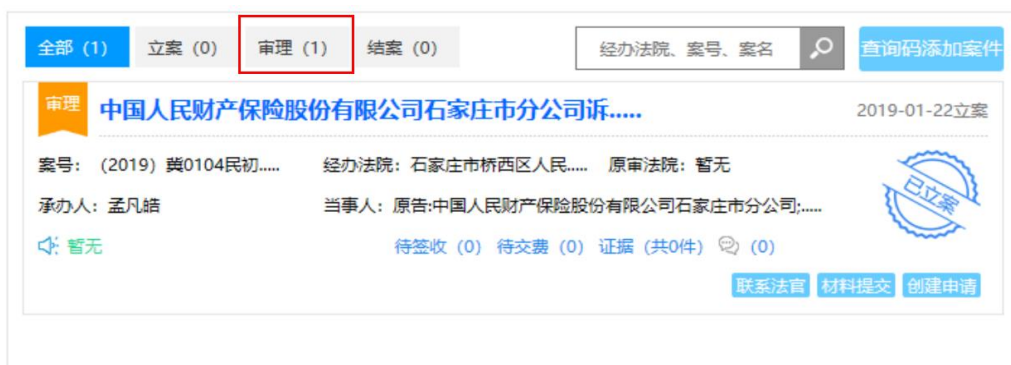 全部（1） 立案（0） 审理（1） 结案（0） 经办法院、案号、案名 查询码添加案件
审理 中国人民财产保险股份有限公司石家庄市分公司诉..... 2019-01-22立案
案号：（2019）冀0104民初..... 经办法院：石家庄市桥西区人民..... 原审法院：暂无
承办人：孟凡皓 当事人：原告:中国人民财产保险股份有限公司石家庄市分公司;.....
已立案
暂无 待签收（0） 待交费（0） 证据（共0件） （0）
联系法官 材料提交 创建申请